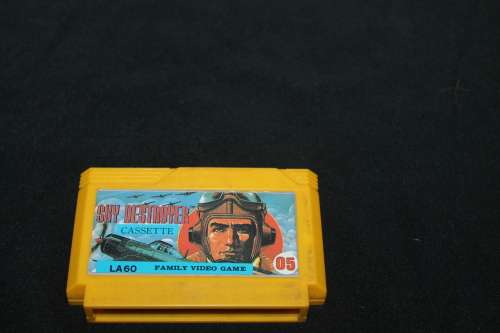 SKY DESTROYER
CASSETTE
LA60 FAMILY VIDEO GAME 05